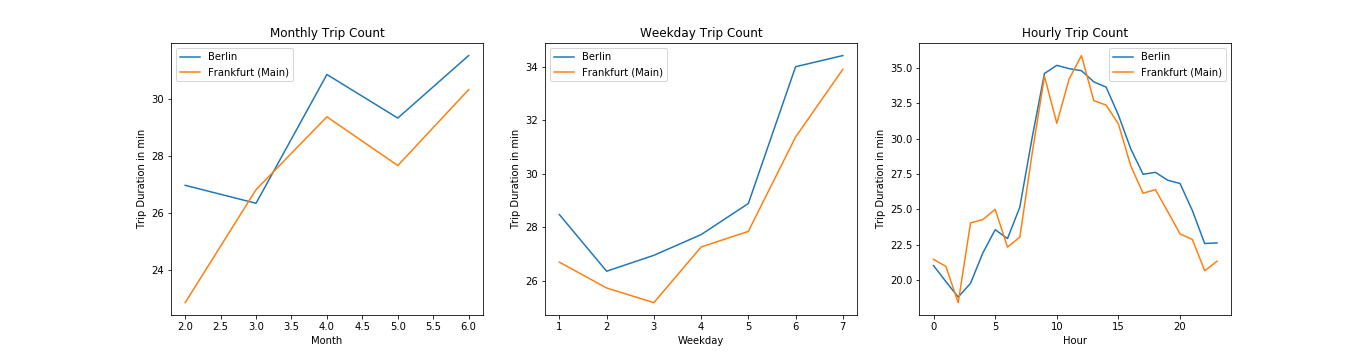 Monthly Trip Count
Berlin
Frankfurt (Main)
Trip Duration in min
30
28
26
24
2.0 2.5 3.0 3.5 4.0 4.5 5.0 5.5 6.0
Month
Weekday Trip Count
Berlin
Frankfurt (Main)
Trip Duration in min
34
32
30
28
26
1 2 3 4 5 6 7
Weekday
Hourly Trip Count
Berlin
Frankfurt (Main)
Trip Duration in min
35.0
32.5
30.0
27.5
25.0
22.5
20.0
0 5 10 15 20
Hour